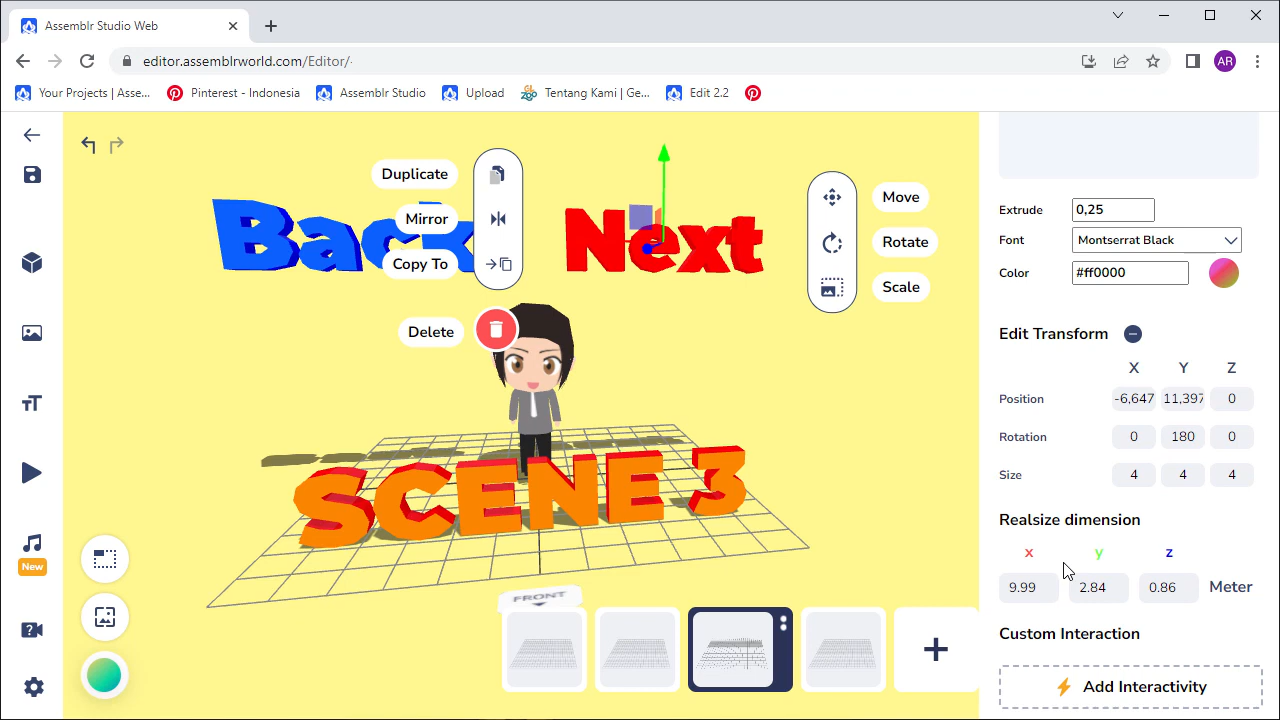 Assemblr Studio Web
editor.assemblrworld.com/Editor/·
AR
Your Projects | Asse...
Pinterest - Indonesia
Assemblr Studio
Upload
Tentang Kami | Ge...
Edit 2.2
Back
Next
Duplicate
Mirror
Copy To
Delete
Move
Rotate
Scale
SCENE 3
FRONT
New
Extrude 0,25
Font Montserrat Black
Color #ff0000
Edit Transform
X Y Z
Position -6,647 11,397 0
Rotation 0 180
Size 4 4 4
Realsize dimension
x y z
9.99 2.84 0.86 Meter
Custom Interaction
Add Interactivity